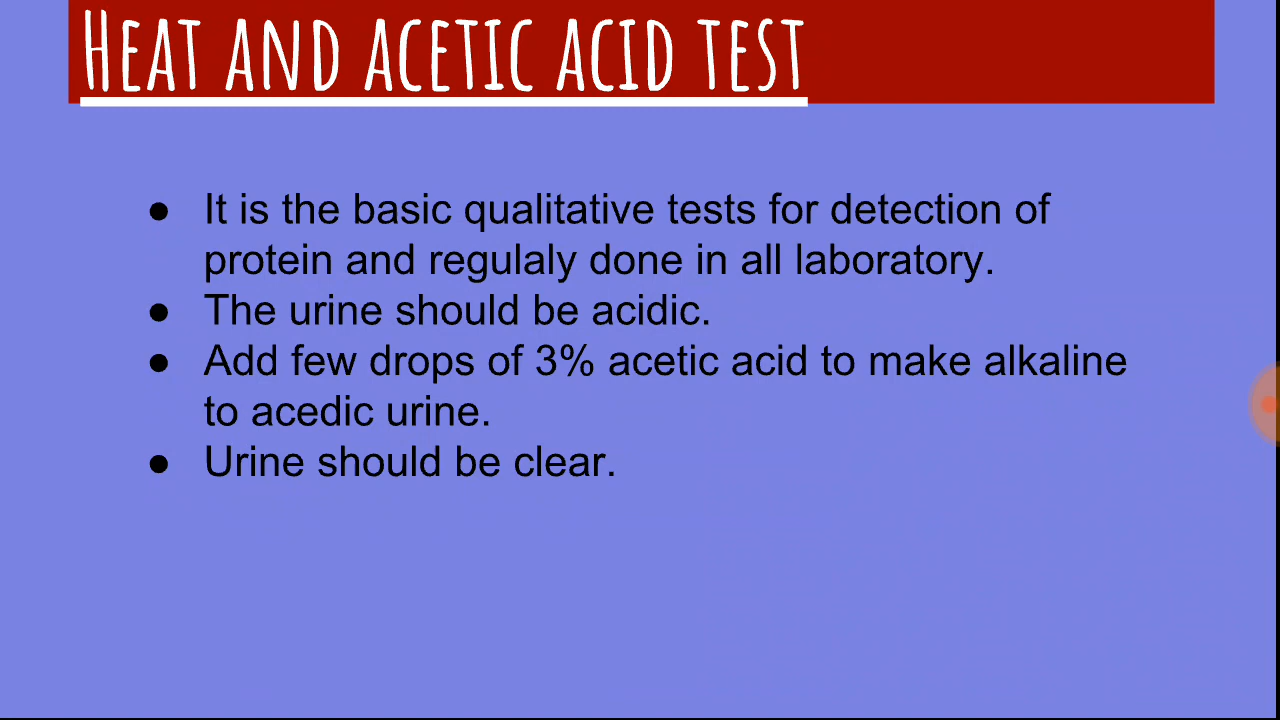 HEAT AND ACETIC ACID TEST
● It is the basic qualitative tests for detection of
protein and regulaly done in all laboratory.
● The urine should be acidic.
● Add few drops of 3% acetic acid to make alkaline
to acedic urine.
● Urine should be clear.